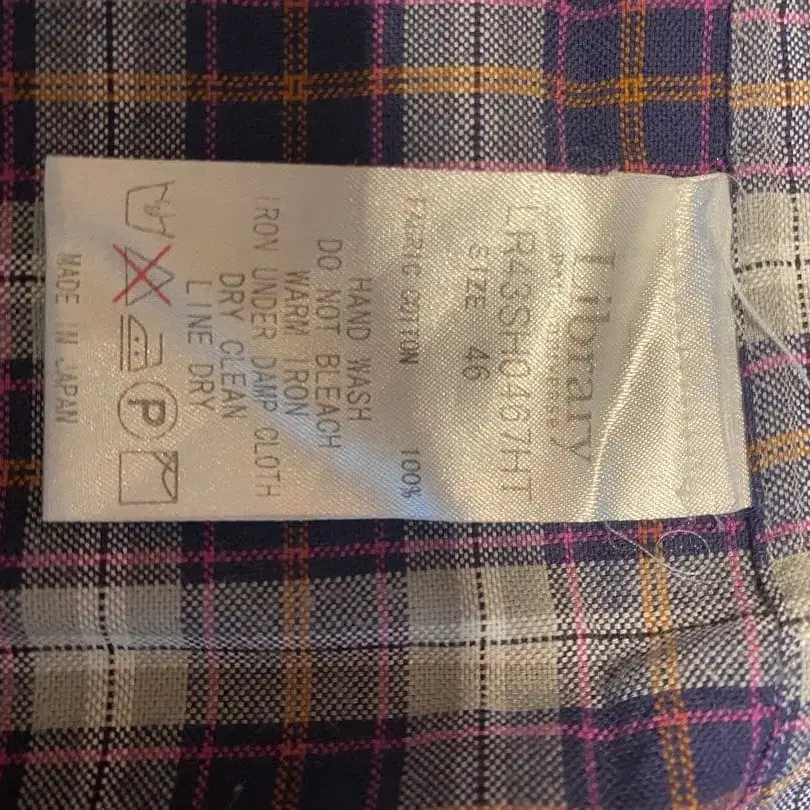 Library
LR43SH0467HT
SIZE 46
FABRIC COTTON 100%
HAND WASH
DO NOT BLEACH
WARM IRON
IRON UNDER DAMP CLOTH
DRY CLEAN
LINE DRY
P
MADE IN JAPAN